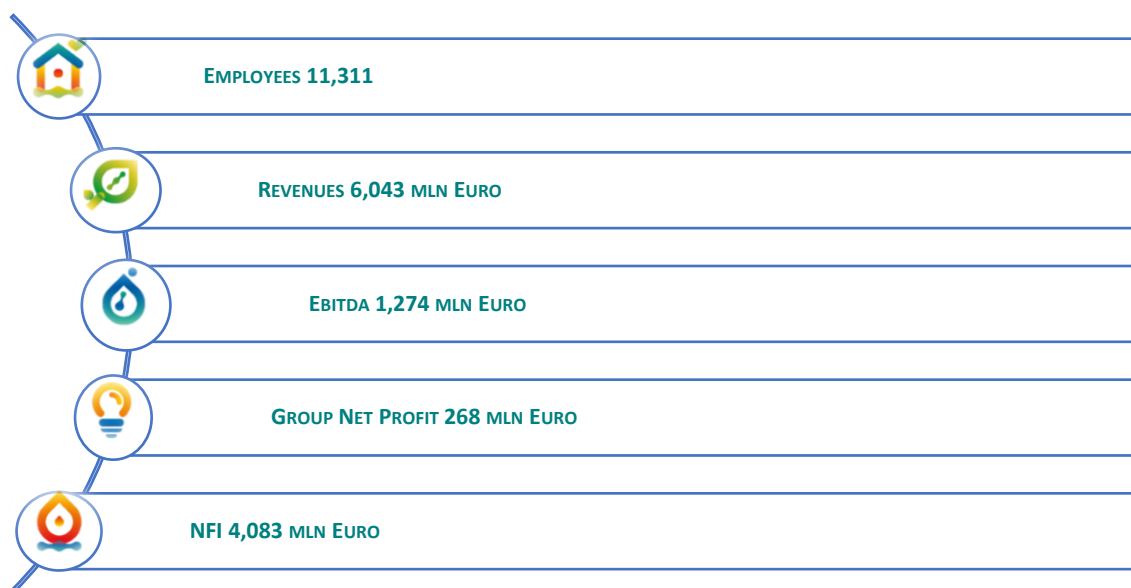 Employees 11,311
Revenues 6,043 mln Euro
Ebitda 1,274 mln Euro
Group Net Profit 268 mln Euro
NFI 4,083 mln Euro